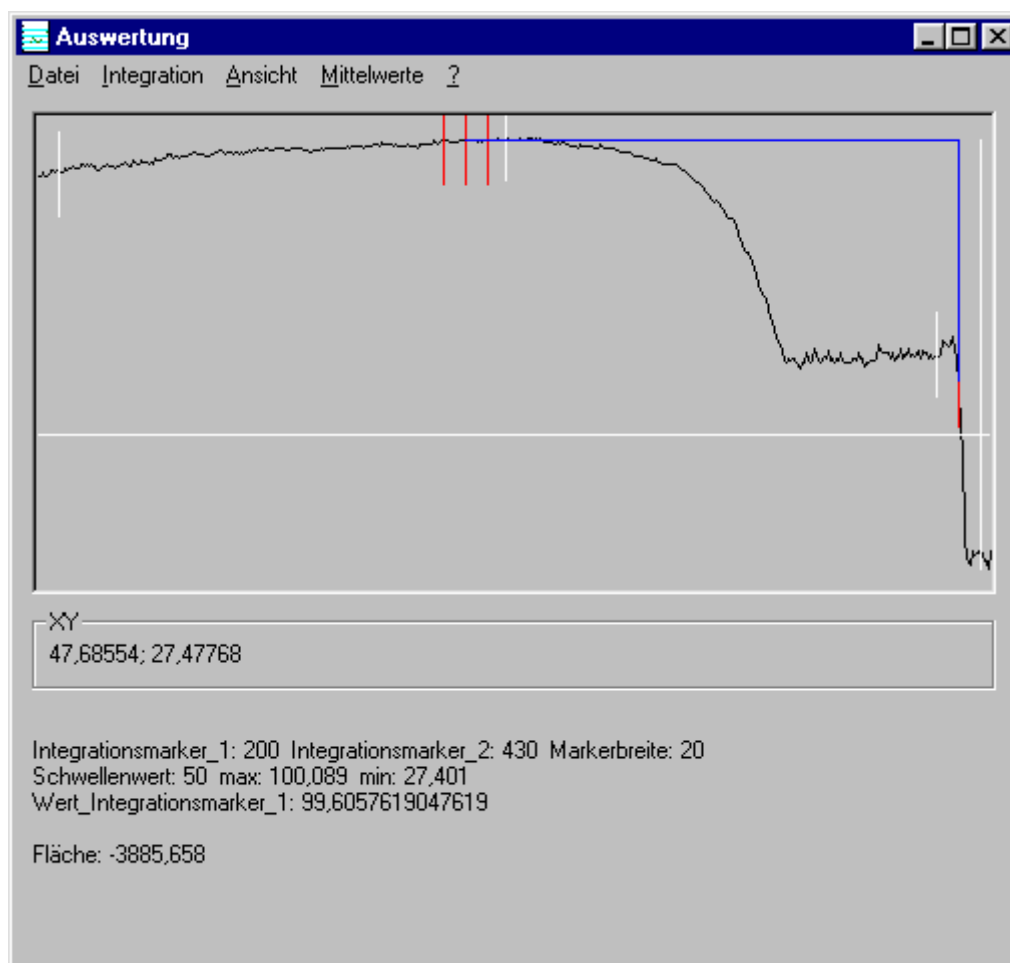 Auswertung
Datei Integration Ansicht Mittelwerte ?
XY
47,68554; 27,47768
Integrationsmarker_1: 200 Integrationsmarker_2: 430 Markerbreite: 20
Schwellenwert: 50 max: 100,089 min: 27,401
Wert_Integrationsmarker_1: 99,6057619047619
Fläche: -3885,658